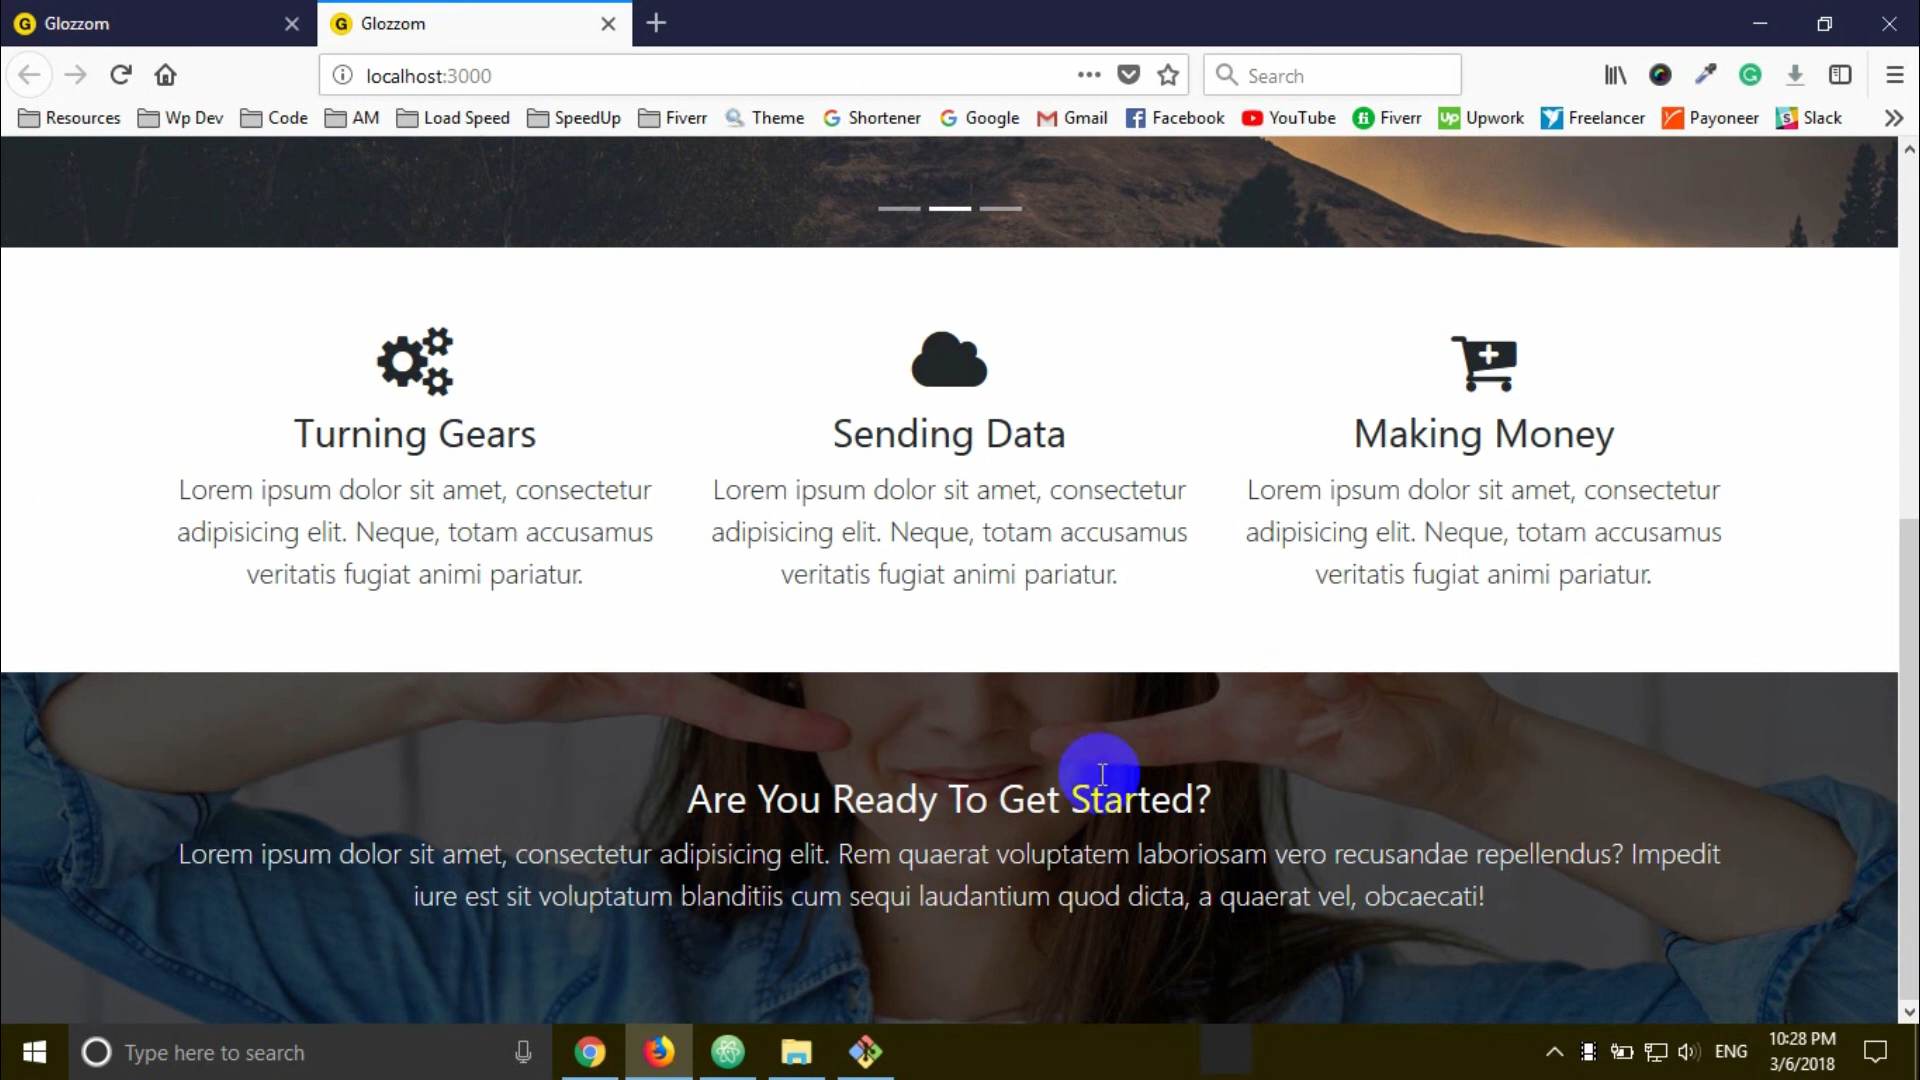 Glozzom
Glozzom
localhost:3000
Search
Resources Wp Dev Code AM Load Speed SpeedUp Fiverr Theme Shortener Google Gmail Facebook YouTube Fiverr Upwork Freelancer Payoneer Slack
Turning Gears
Lorem ipsum dolor sit amet, consectetur
adipisicing elit. Neque, totam accusamus
veritatis fugiat animi pariatur.
Sending Data
Lorem ipsum dolor sit amet, consectetur
adipisicing elit. Neque, totam accusamus
veritatis fugiat animi pariatur.
Making Money
Lorem ipsum dolor sit amet, consectetur
adipisicing elit. Neque, totam accusamus
veritatis fugiat animi pariatur.
Are You Ready To Get Started?
Lorem ipsum dolor sit amet, consectetur adipisicing elit. Rem quaerat voluptatem laboriosam vero recusandae repellendus? Impedit
iure est sit voluptatum blanditiis cum sequi laudantium quod dicta, a quaerat vel, obcaecati!
Type here to search
ENG
10:28 PM
3/6/2018